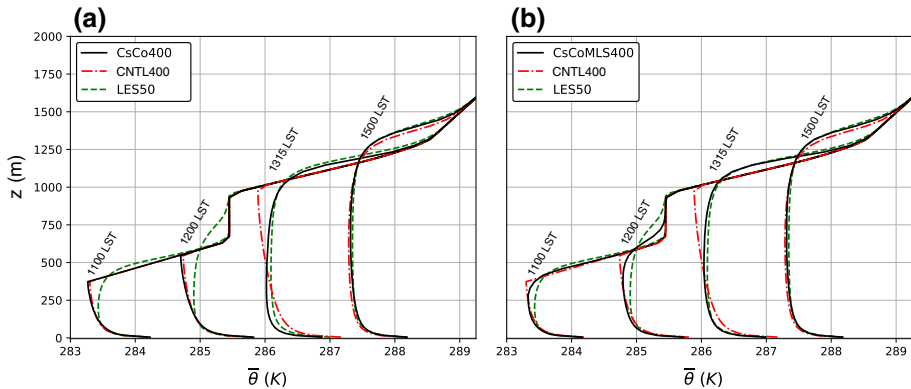 (a)
(b)
2000
1750
1500
1250
1000
750
500
250
0
z (m)
CsCo400
CNTL400
LES50
1100 LST
1200 LST
1315 LST
1500 LST
283
284
285
286
287
288
289
θ (K)
CsCoMLS400
CNTL400
LES50
1100 LST
1200 LST
1315 LST
1500 LST
283
284
285
286
287
288
289
θ (K)